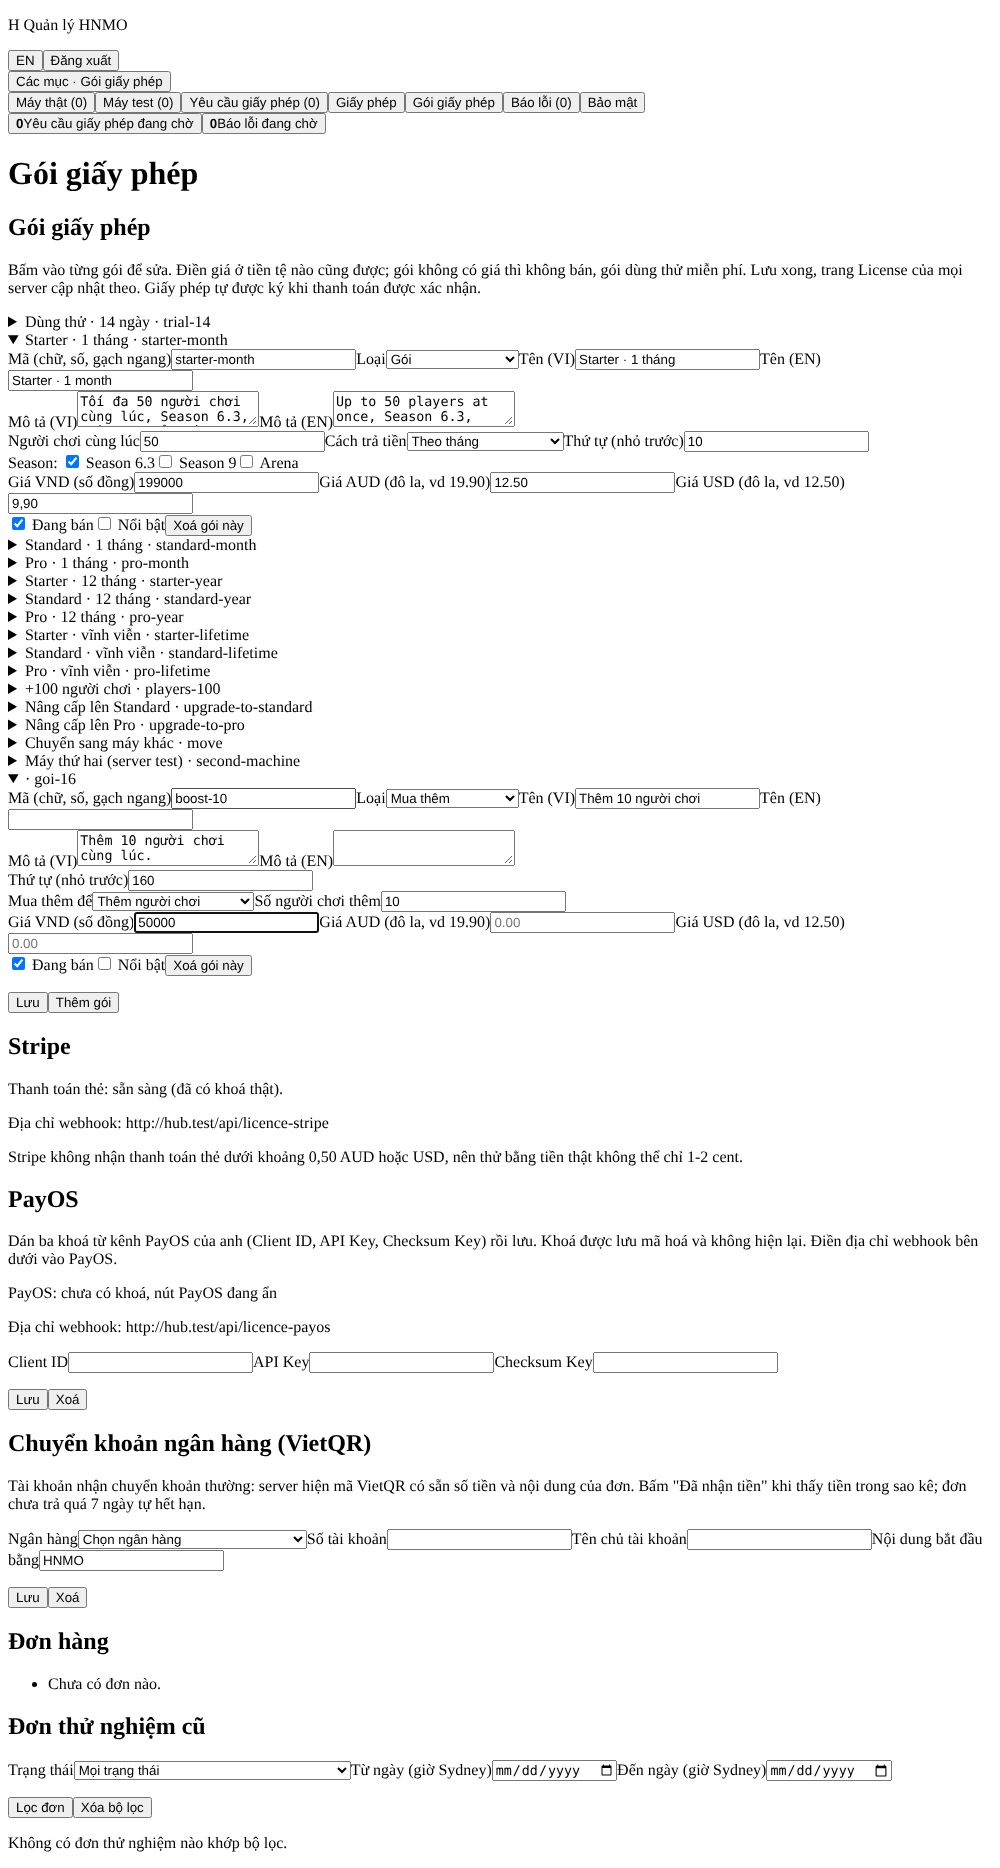 H Quản lý HNMO
EN Đăng xuất
Các mục · Gói giấy phép
Máy thật (0) Máy test (0) Yêu cầu giấy phép (0) Giấy phép Gói giấy phép Báo lỗi (0) Bảo mật
0Yêu cầu giấy phép đang chờ 0Báo lỗi đang chờ
Gói giấy phép
Gói giấy phép
Bấm vào từng gói để sửa. Điền giá ở tiền tệ nào cũng được; gói không có giá thì không bán, gói dùng thử miễn phí. Lưu xong, trang License của mọi
server cập nhật theo. Giấy phép tự được ký khi thanh toán được xác nhận.
Dùng thử · 14 ngày · trial-14
Starter · 1 tháng · starter-month
Mã (chữ, số, gạch ngang) starter-month Loại Gói Tên (VI) Starter · 1 tháng Tên (EN)
Starter · 1 month
Mô tả (VI) Tối đa 50 người chơi cùng lúc, Season 6.3, Mô tả (EN) Up to 50 players at once, Season 6.3,
Người chơi cùng lúc 50 Cách trả tiền Theo tháng Thứ tự (nhỏ trước) 10
Season: Season 6.3 Season 9 Arena
Giá VND (số đồng) 199000 Giá AUD (đô la, vd 19.90) 12.50 Giá USD (đô la, vd 12.50)
9,90
Đang bán Nổi bật Xoá gói này
Standard · 1 tháng · standard-month
Pro · 1 tháng · pro-month
Starter · 12 tháng · starter-year
Standard · 12 tháng · standard-year
Pro · 12 tháng · pro-year
Starter · vĩnh viễn · starter-lifetime
Standard · vĩnh viễn · standard-lifetime
Pro · vĩnh viễn · pro-lifetime
+100 người chơi · players-100
Nâng cấp lên Standard · upgrade-to-standard
Nâng cấp lên Pro · upgrade-to-pro
Chuyển sang máy khác · move
Máy thứ hai (server test) · second-machine
· goi-16
Mã (chữ, số, gạch ngang) boost-10 Loại Mua thêm Tên (VI) Thêm 10 người chơi Tên (EN)
Mô tả (VI) Thêm 10 người chơi cùng lúc. Mô tả (EN)
Thứ tự (nhỏ trước) 160
Mua thêm để Thêm người chơi Số người chơi thêm 10
Giá VND (số đồng) 50000 Giá AUD (đô la, vd 19.90) 0.00 Giá USD (đô la, vd 12.50)
0.00
Đang bán Nổi bật Xoá gói này
Lưu Thêm gói
Stripe
Thanh toán thẻ: sẵn sàng (đã có khoá thật).
Địa chỉ webhook: http://hub.test/api/licence-stripe
Stripe không nhận thanh toán thẻ dưới khoảng 0,50 AUD hoặc USD, nên thử bằng tiền thật không thể chỉ 1-2 cent.
PayOS
Dán ba khoá từ kênh PayOS của anh (Client ID, API Key, Checksum Key) rồi lưu. Khoá được lưu mã hoá và không hiện lại. Điền địa chỉ webhook bên
dưới vào PayOS.
PayOS: chưa có khoá, nút PayOS đang ẩn
Địa chỉ webhook: http://hub.test/api/licence-payos
Client ID API Key Checksum Key
Lưu Xoá
Chuyển khoản ngân hàng (VietQR)
Tài khoản nhận chuyển khoản thường: server hiện mã VietQR có sẵn số tiền và nội dung của đơn. Bấm "Đã nhận tiền" khi thấy tiền trong sao kê; đơn
chưa trả quá 7 ngày tự hết hạn.
Ngân hàng Chọn ngân hàng Số tài khoản Tên chủ tài khoản Nội dung bắt đầu
bằng HNMO
Lưu Xoá
Đơn hàng
Chưa có đơn nào.
Đơn thử nghiệm cũ
Trạng thái Mọi trạng thái Từ ngày (giờ Sydney) mm/dd/yyyy Đến ngày (giờ Sydney) mm/dd/yyyy
Lọc đơn Xóa bộ lọc
Không có đơn thử nghiệm nào khớp bộ lọc.